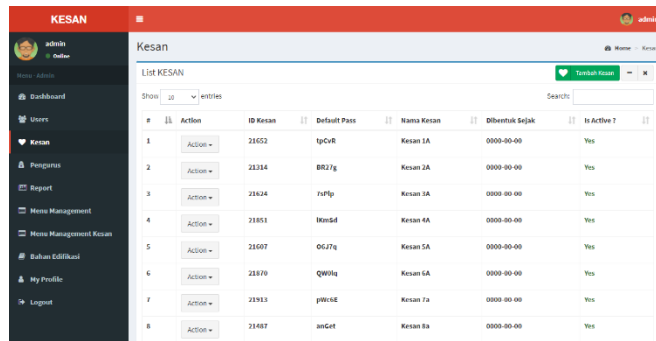 KESAN
admin
admin
Online
Kesan
Home
Menu - Admin
List KESAN
Tambah Kesan
Dashboard
Show 10 entries
Search:
Users
# Action ID Kesan Default Pass Nama Kesan Dibentuk Sejak Is Active ?
Kesan
1 Action 21652 tpCvR Kesan 1A 0000-00-00 Yes
Pengurus
2 Action 21314 BR27g Kesan 2A 0000-00-00 Yes
Report
3 Action 21624 7sPlp Kesan 3A 0000-00-00 Yes
Menu Management
4 Action 21851 Kesan 4A 0000-00-00 Yes
Menu Management Kesan
5 Action 21607 Kesan 5A 0000-00-00 Yes
Bahan Edifikasi
6 Action 21870 Kesan 6A 0000-00-00 Yes
My Profile
7 Action 21913 pWc6E Kesan 7a 0000-00-00 Yes
Logout
8 Action 21487 anGet Kesan 8a 0000-00-00 Yes